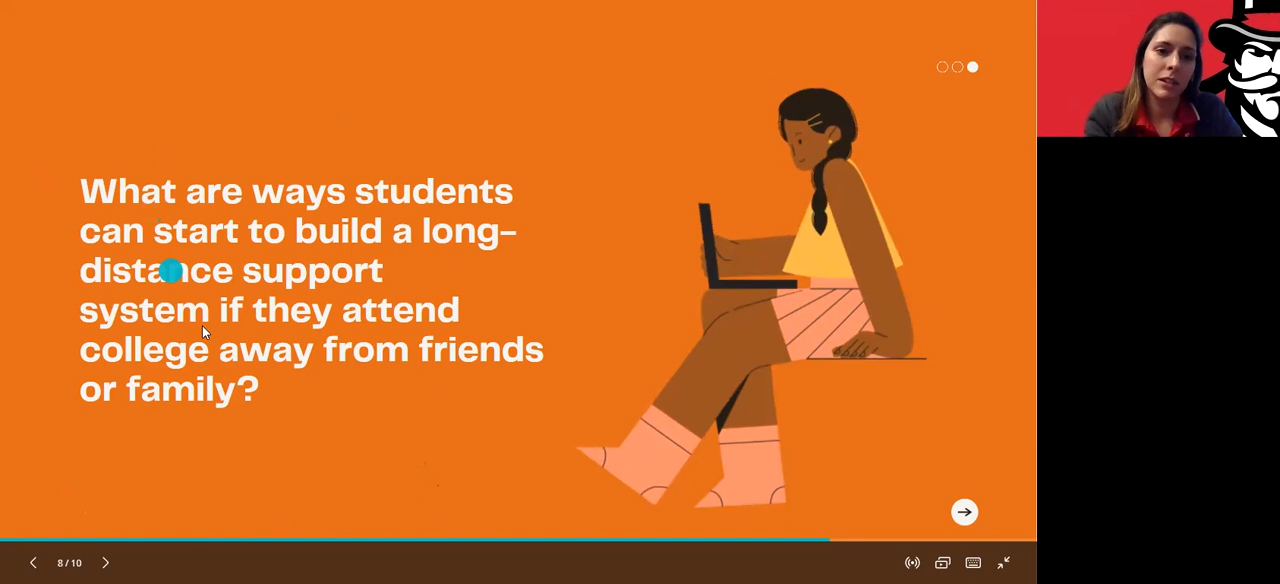 What are ways students
can start to build a long-
distance support
system if they attend
college away from friends
or family?
8 / 10